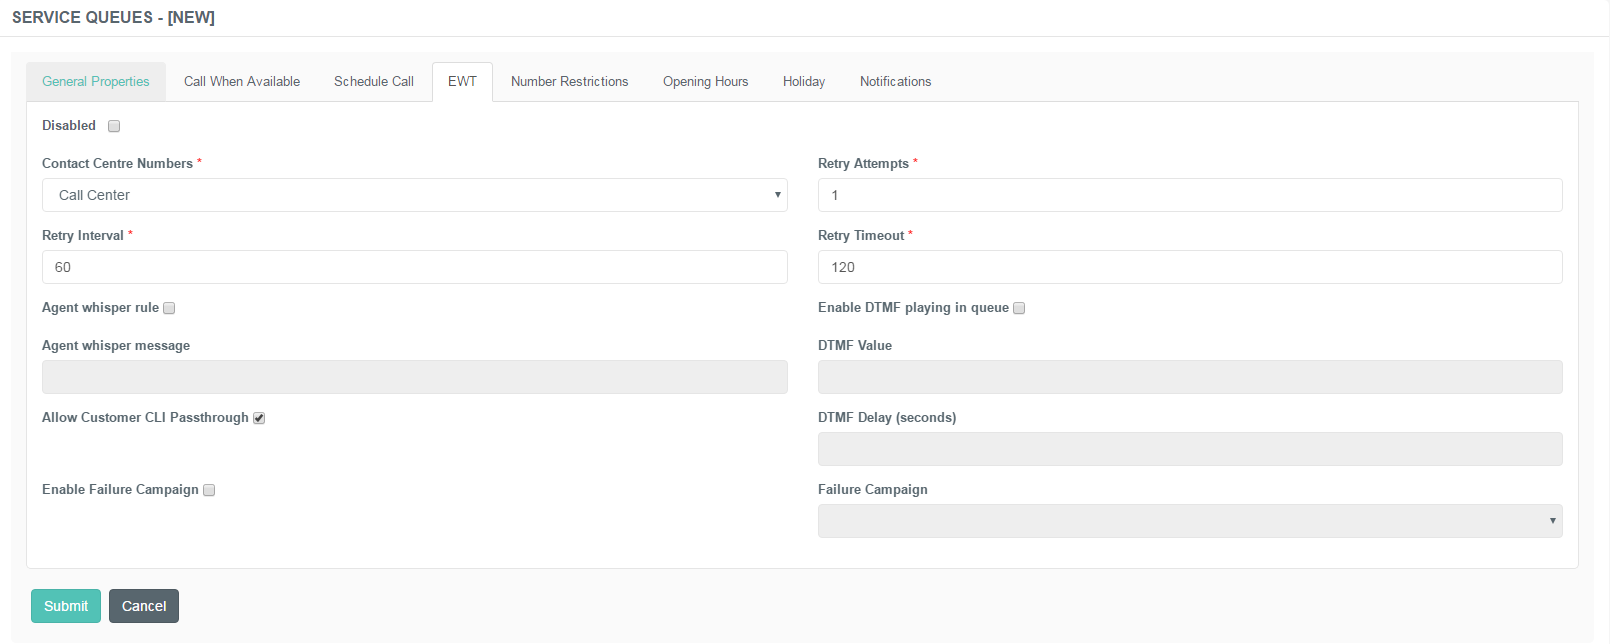 SERVICE QUEUES - [NEW]
General Properties Call When Available Schedule Call EWT Number Restrictions Opening Hours Holiday Notifications
Disabled
Contact Centre Numbers * Retry Attempts *
Call Center 1
Retry Interval * Retry Timeout *
60 120
Agent whisper rule Enable DTMF playing in queue
Agent whisper message DTMF Value
Allow Customer CLI Passthrough DTMF Delay (seconds)
Enable Failure Campaign Failure Campaign
Submit Cancel